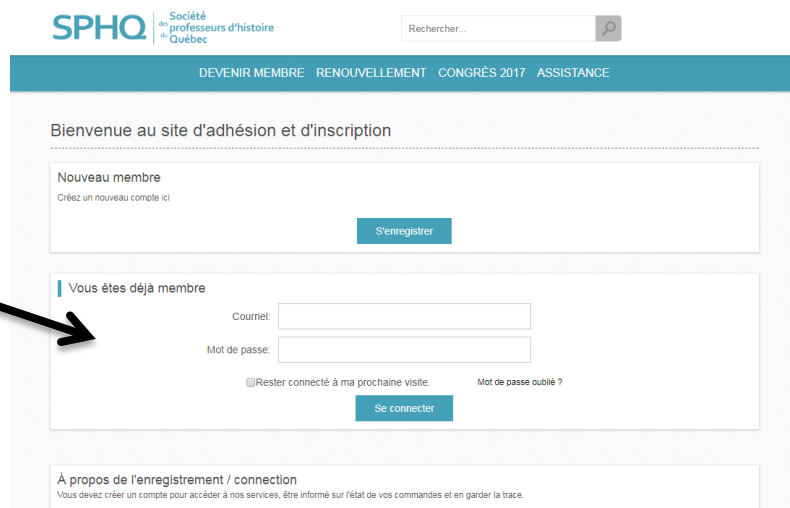 SPHQ
Société
des professeurs d'histoire
du Québec
Rechercher...
DEVENIR MEMBRE RENOUVELLEMENT CONGRÈS 2017 ASSISTANCE
Bienvenue au site d'adhésion et d'inscription
Nouveau membre
Créez un nouveau compte ici
S'enregistrer
Vous êtes déjà membre
Courriel:
Mot de passe:
Rester connecté à ma prochaine visite. Mot de passe oublié ?
Se connecter
À propos de l'enregistrement / connection
Vous devez créer un compte pour accéder à nos services, être informé sur l'état de vos commandes et en garder la trace.